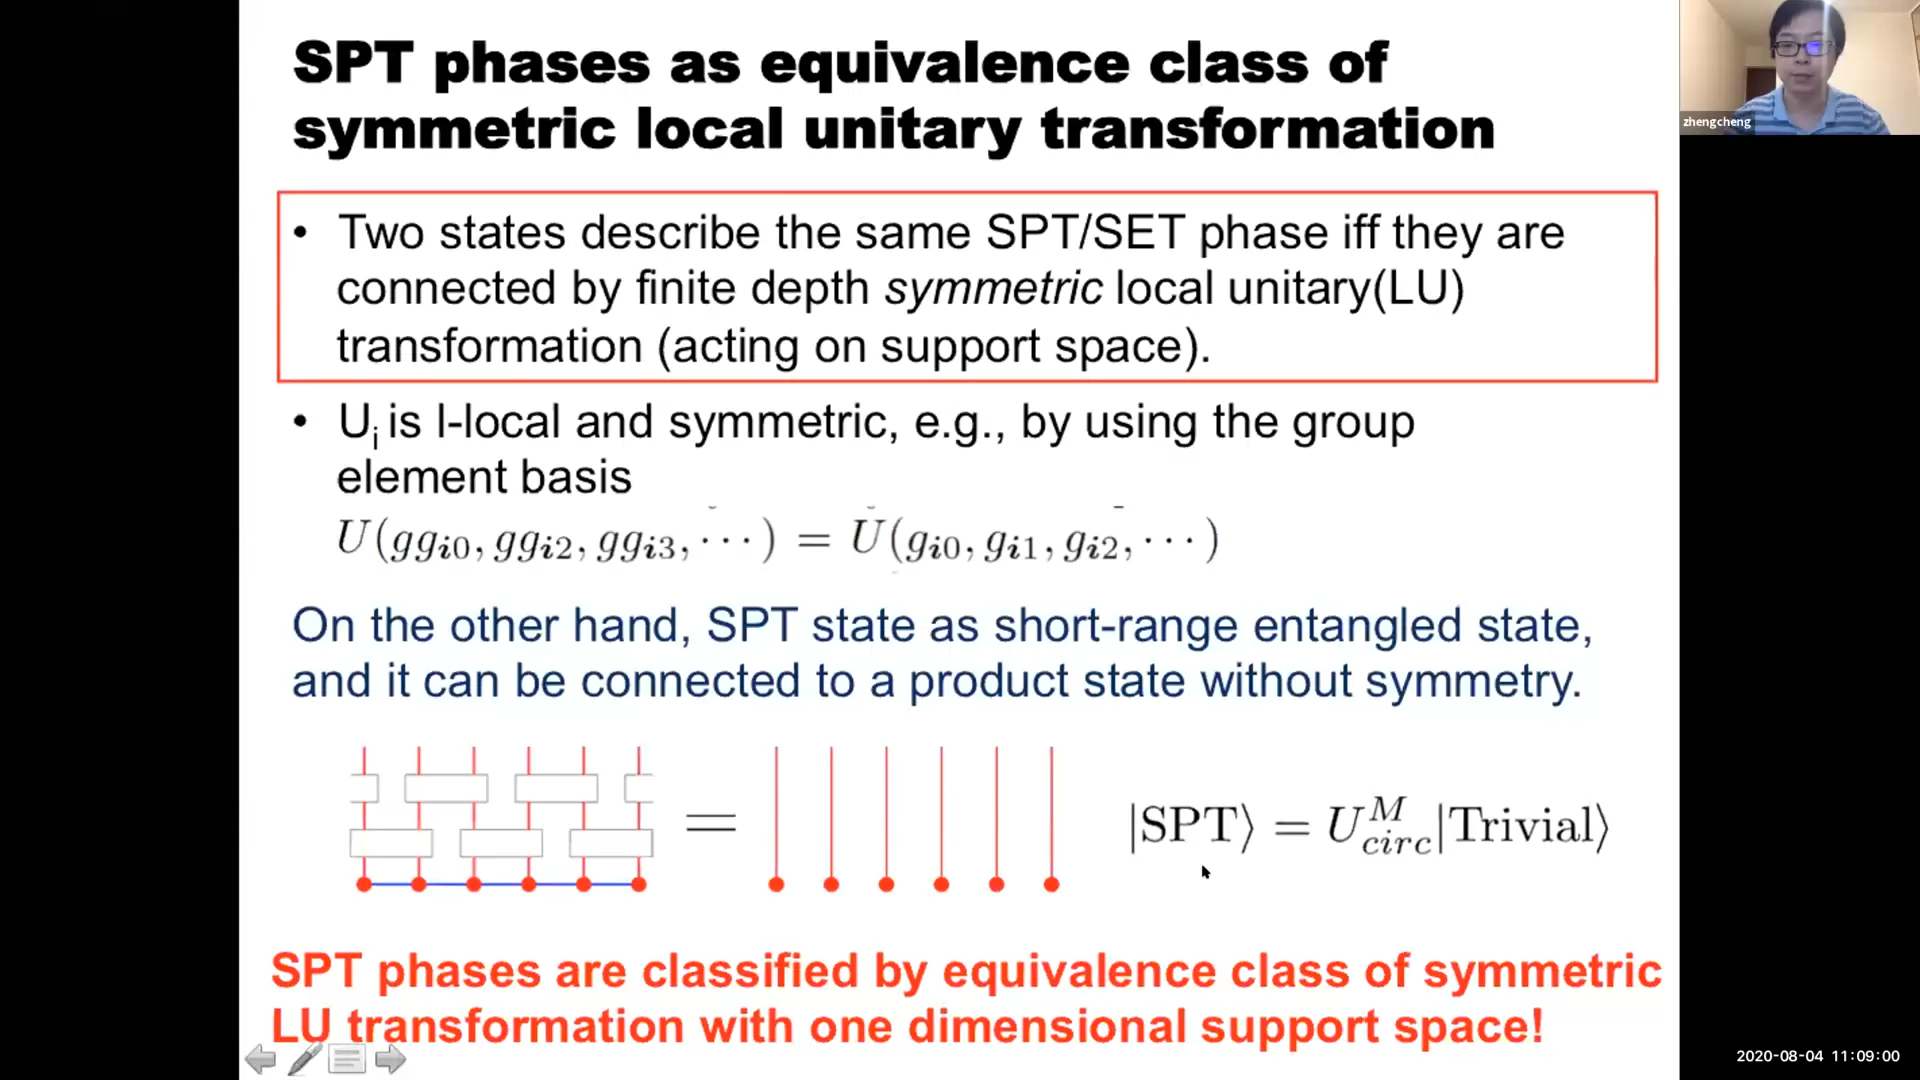 SPT phases as equivalence class of
symmetric local unitary transformation
zhengcheng
• Two states describe the same SPT/SET phase iff they are
connected by finite depth symmetric local unitary(LU)
transformation (acting on support space).
• Uᵢ is l-local and symmetric, e.g., by using the group
element basis
U(gg_{i0}, gg_{i2}, gg_{i3}, ···) = U(g_{i0}, g_{i1}, g_{i2}, ···)
On the other hand, SPT state as short-range entangled state,
and it can be connected to a product state without symmetry.
= |SPT⟩ = U^M_{circ}|Trivial⟩
SPT phases are classified by equivalence class of symmetric
LU transformation with one dimensional support space!
2020-08-04 11:09:00